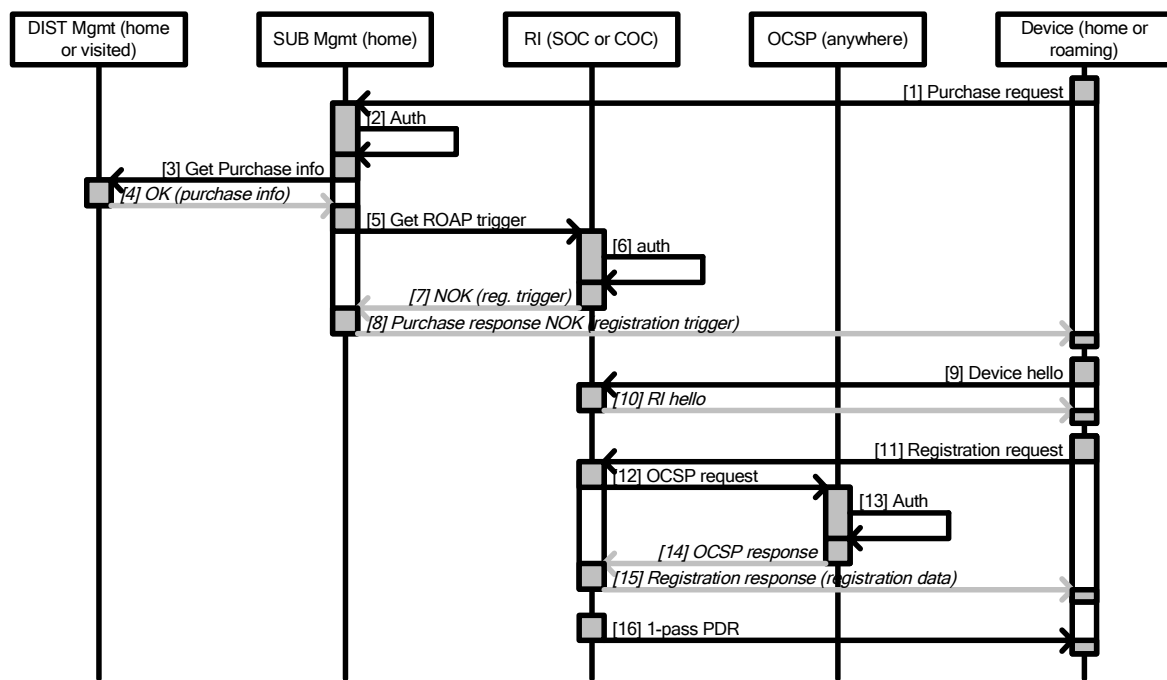 DIST Mgmt (home
or visited)
SUB Mgmt (home)
RI (SOC or COC)
OCSP (anywhere)
Device (home or
roaming)
[1] Purchase request
[2] Auth
[3] Get Purchase info
[4] OK (purchase info)
[5] Get ROAP trigger
[6] auth
[7] NOK (reg. trigger)
[8] Purchase response NOK (registration trigger)
[9] Device hello
[10] RI hello
[11] Registration request
[12] OCSP request
[13] Auth
[14] OCSP response
[15] Registration response (registration data)
[16] 1-pass PDR